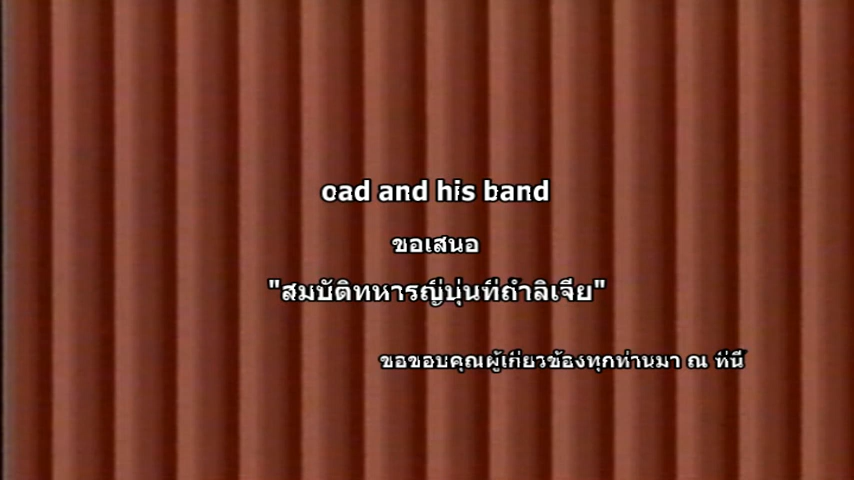 oad and his band
ขอเสนอ
"สมบัติทหารญี่ปุ่นที่ถ้ำลิเจีย"
ขอขอบคุณผู้เกี่ยวข้องทุกท่านมา ณ ที่นี้